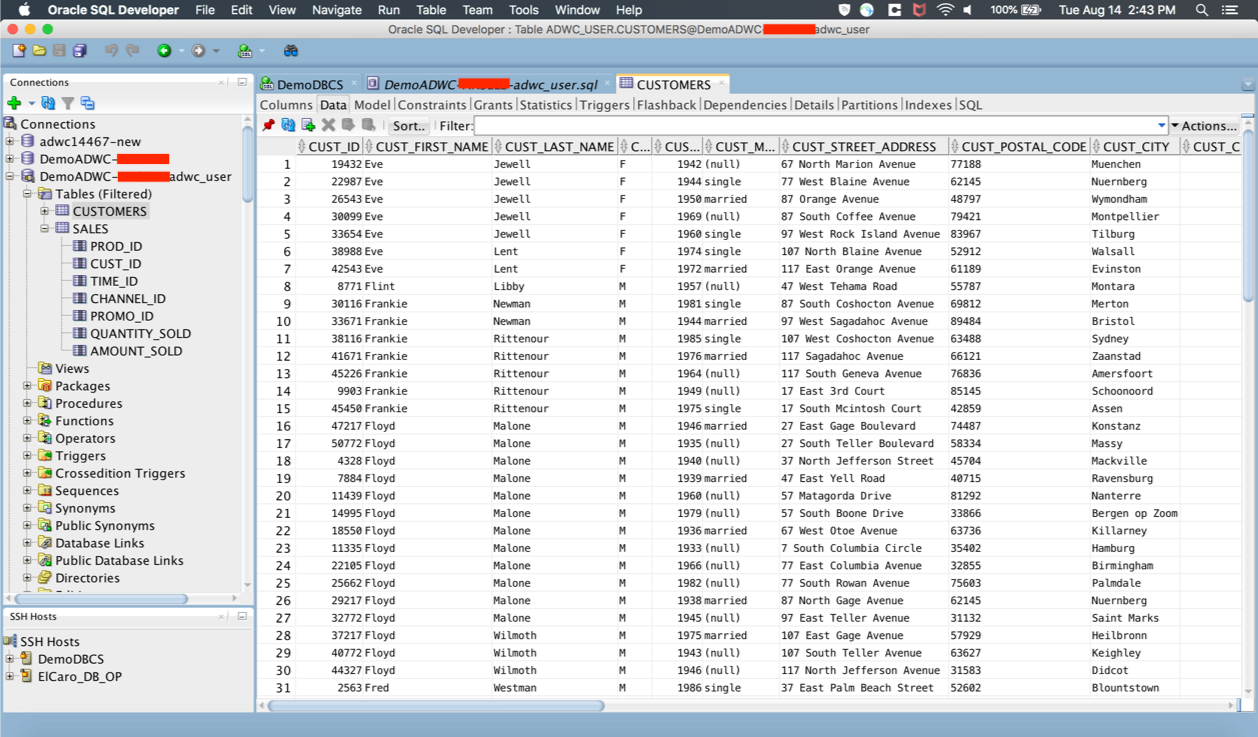 Oracle SQL Developer File Edit View Navigate Run Table Team Tools Window Help 100% Tue Aug 14 2:43 PM
Oracle SQL Developer : Table ADWC_USER.CUSTOMERS@DemoADWC adwc_user
Connections
Connections
adwc14467-new
DemoADWC-
DemoADWC- adwc_user
Tables (Filtered)
CUSTOMERS
SALES
PROD_ID
CUST_ID
TIME_ID
CHANNEL_ID
PROMO_ID
QUANTITY_SOLD
AMOUNT_SOLD
Views
Packages
Procedures
Functions
Operators
Triggers
Crossedition Triggers
Sequences
Synonyms
Public Synonyms
Database Links
Public Database Links
Directories
SSH Hosts
SSH Hosts
DemoDBCS
ElCaro_DB_OP
DemoDBCS DemoADWC- -adwc_user.sql CUSTOMERS
Columns Data Model Constraints Grants Statistics Triggers Flashback Dependencies Details Partitions Indexes SQL
Sort.. Filter: Actions...
CUST_ID CUST_FIRST_NAME CUST_LAST_NAME C... CUS... CUST_M... CUST_STREET_ADDRESS CUST_POSTAL_CODE CUST_CITY CUST_C
1 19432 Eve Jewell F 1942 (null) 67 North Marion Avenue 77188 Muenchen
2 22987 Eve Jewell F 1944 single 77 West Blaine Avenue 62145 Nuernberg
3 26543 Eve Jewell F 1950 married 87 Orange Avenue 48797 Wymondham
4 30099 Eve Jewell F 1969 (null) 87 South Coffee Avenue 79421 Montpellier
5 33654 Eve Jewell F 1960 single 97 West Rock Island Avenue 83967 Tilburg
6 38988 Eve Lent F 1974 single 107 North Blaine Avenue 52912 Walsall
7 42543 Eve Lent F 1972 married 117 East Orange Avenue 61189 Evinston
8 8771 Flint Libby M 1957 (null) 47 West Tehama Road 55787 Montara
9 30116 Frankie Newman M 1981 single 87 South Coshocton Avenue 69812 Merton
10 33671 Frankie Newman M 1944 married 97 West Sagadahoc Avenue 89484 Bristol
11 38116 Frankie Rittenour M 1985 single 107 West Coshocton Avenue 63488 Sydney
12 41671 Frankie Rittenour M 1976 married 117 Sagadahoc Avenue 66121 Zaanstad
13 45226 Frankie Rittenour M 1964 (null) 117 South Geneva Avenue 76836 Amersfoort
14 9903 Frankie Rittenour M 1949 (null) 17 East 3rd Court 85145 Schoonoord
15 45450 Frankie Rittenour M 1975 single 17 South Mcintosh Court 42859 Assen
16 47217 Floyd Malone M 1946 married 27 East Gage Boulevard 74487 Konstanz
17 50772 Floyd Malone M 1935 (null) 27 South Teller Boulevard 58334 Massy
18 4328 Floyd Malone M 1940 (null) 37 North Jefferson Street 45704 Mackville
19 7884 Floyd Malone M 1939 married 47 East Yell Road 40715 Ravensburg
20 11439 Floyd Malone M 1960 (null) 57 Matagorda Drive 81292 Nanterre
21 14995 Floyd Malone M 1979 (null) 57 South Boone Drive 33866 Bergen op Zoom
22 18550 Floyd Malone M 1936 married 67 West Otoe Avenue 63736 Killarney
23 11335 Floyd Malone M 1933 (null) 7 South Columbia Circle 35402 Hamburg
24 22105 Floyd Malone M 1966 (null) 77 East Columbia Avenue 32855 Birmingham
25 25662 Floyd Malone M 1982 (null) 77 South Rowan Avenue 75603 Palmdale
26 29217 Floyd Malone M 1938 married 87 North Gage Avenue 62145 Nuernberg
27 32772 Floyd Malone M 1945 (null) 97 East Teller Avenue 31132 Saint Marks
28 37217 Floyd Wilmoth M 1975 married 107 East Gage Avenue 57929 Heilbronn
29 40772 Floyd Wilmoth M 1943 (null) 107 South Teller Avenue 63627 Keighley
30 44327 Floyd Wilmoth M 1946 (null) 117 North Jefferson Avenue 31583 Didcot
31 2563 Fred Westman M 1986 single 37 East Palm Beach Street 52602 Blountstown